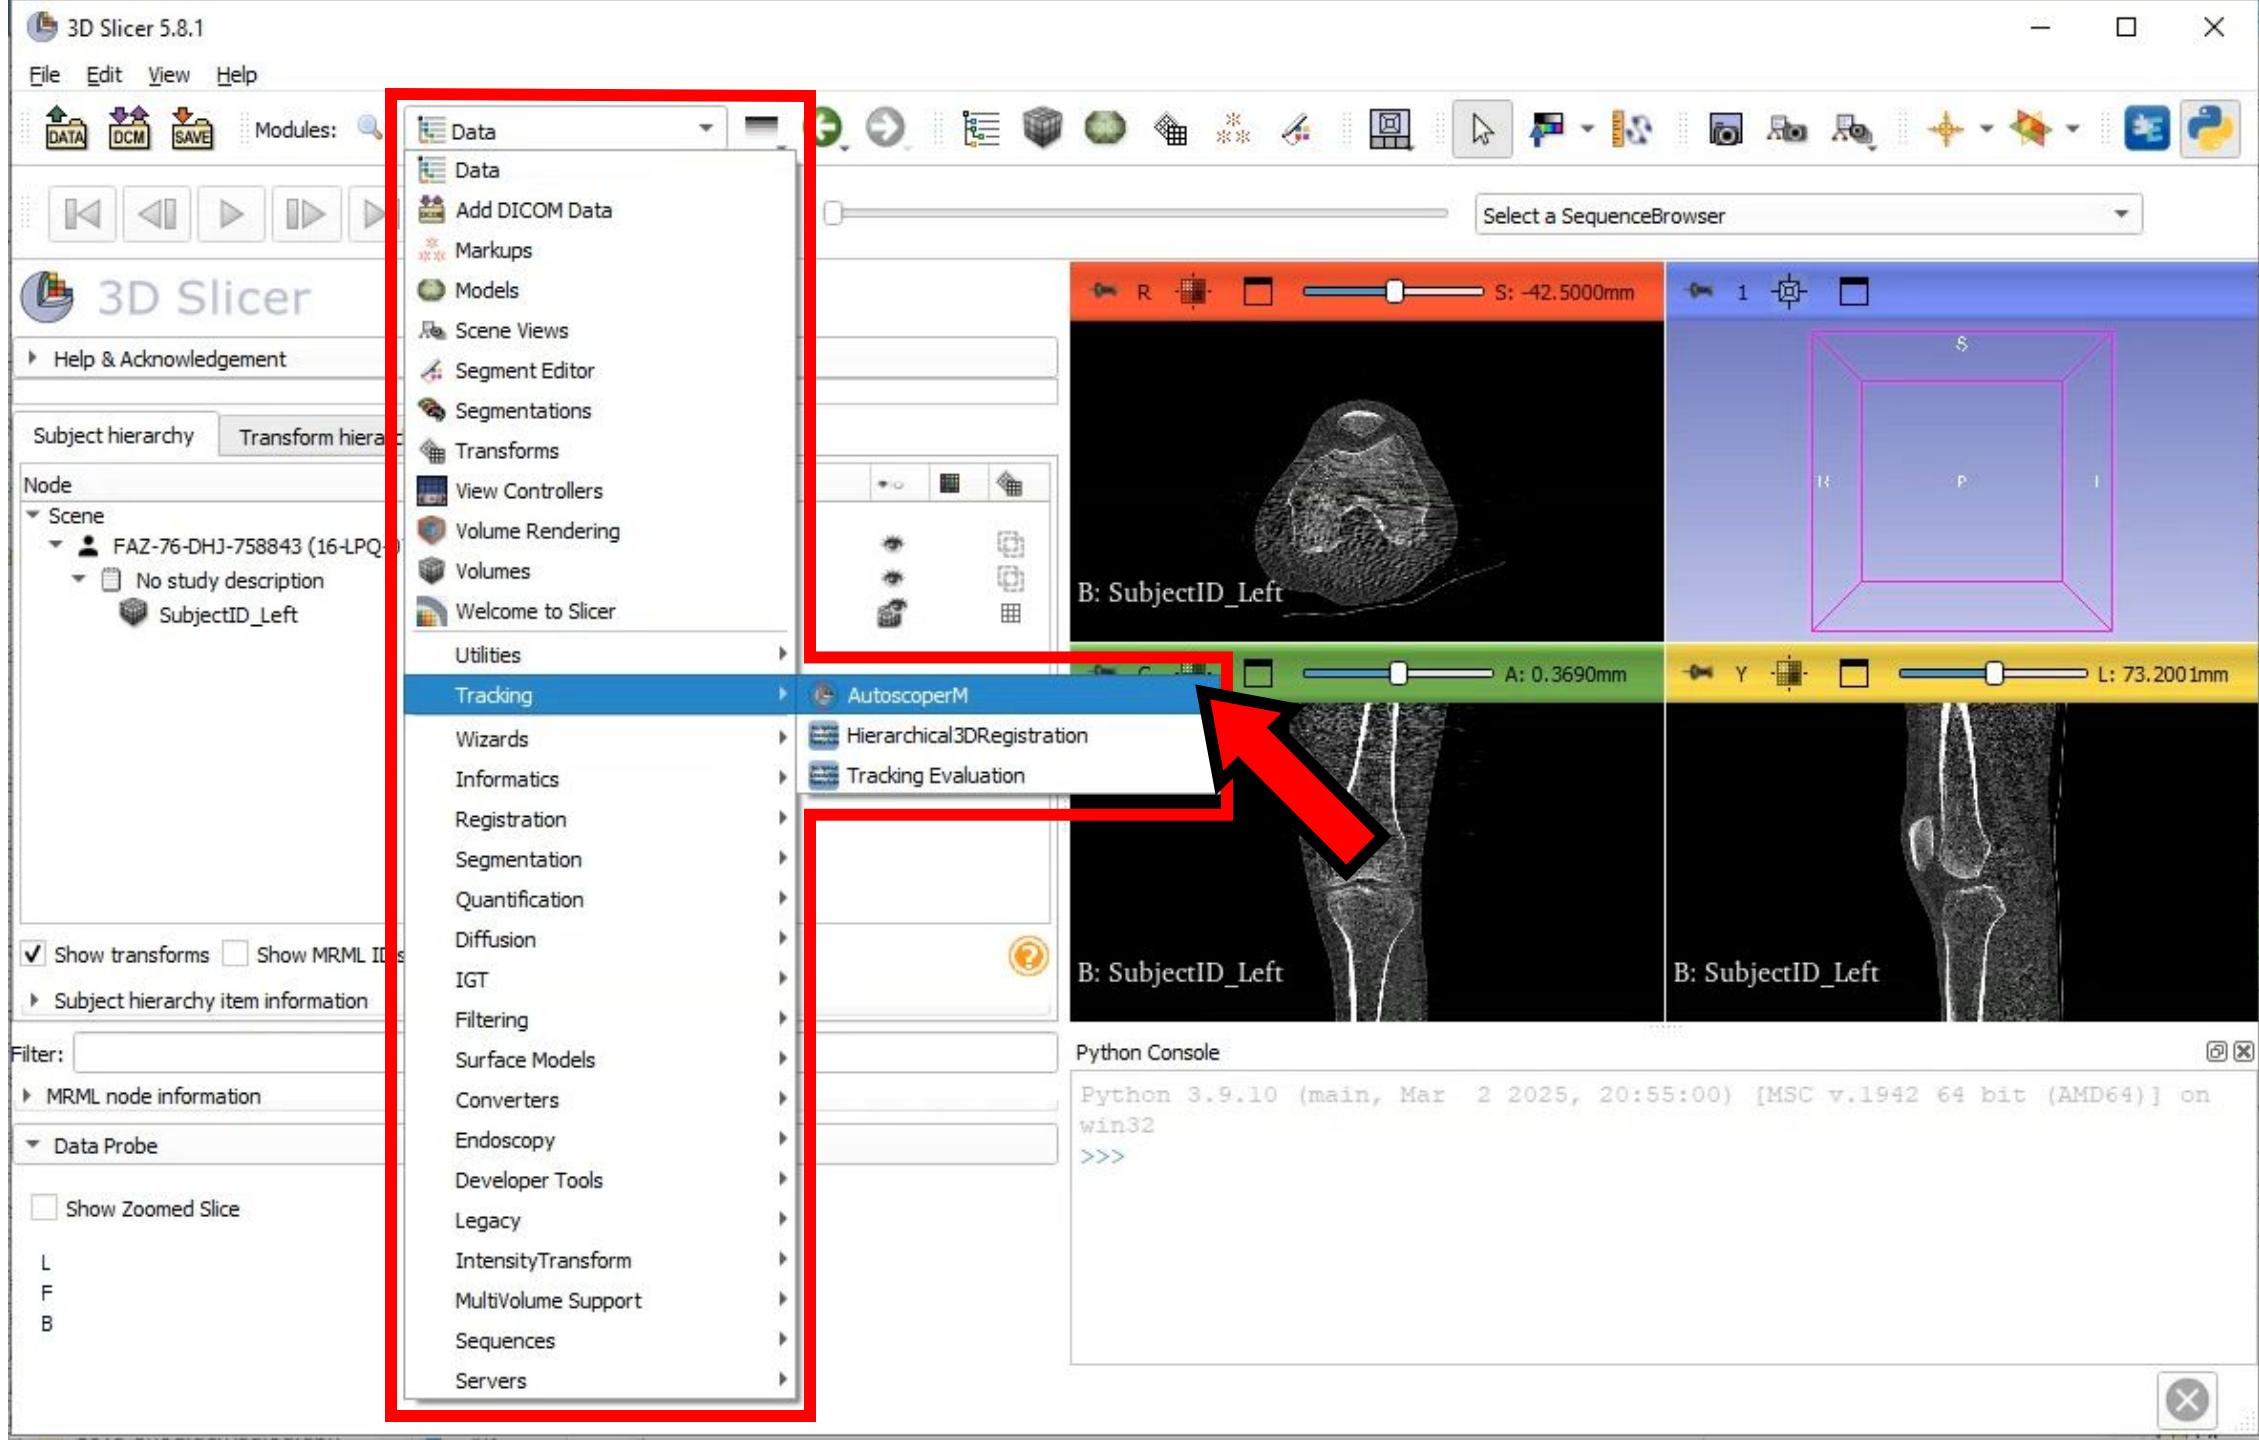 3D Slicer 5.8.1
File Edit View Help
DATA DCM SAVE Modules: Data
Select a SequenceBrowser
3D Slicer
Help & Acknowledgement
Subject hierarchy
Node
Scene
No study description
SubjectID_Left
Show transforms
Subject hierarchy item information
Filter:
MRML node information
Data Probe
Show Zoomed Slice
L
F
B
Data
Add DICOM Data
Markups
Models
Scene Views
Segment Editor
Segmentations
Transforms
View Controllers
Volume Rendering
Volumes
Welcome to Slicer
Utilities
Tracking
Wizards
Informatics
Registration
Segmentation
Quantification
Diffusion
IGT
Filtering
Surface Models
Converters
Endoscopy
Developer Tools
Legacy
IntensityTransform
MultiVolume Support
Sequences
Servers
AutoscoperM
Hierarchical3DRegistration
Tracking Evaluation
R S: -42.5000mm
B: SubjectID_Left
1
S
P
A: 0.3690mm
B: SubjectID_Left
Y L: 73.2001mm
B: SubjectID_Left
Python Console
Python 3.9.10 (main, Mar 2 2025, 20:55:00) [MSC v.1942 64 bit (AMD64)] on
win32
>>>